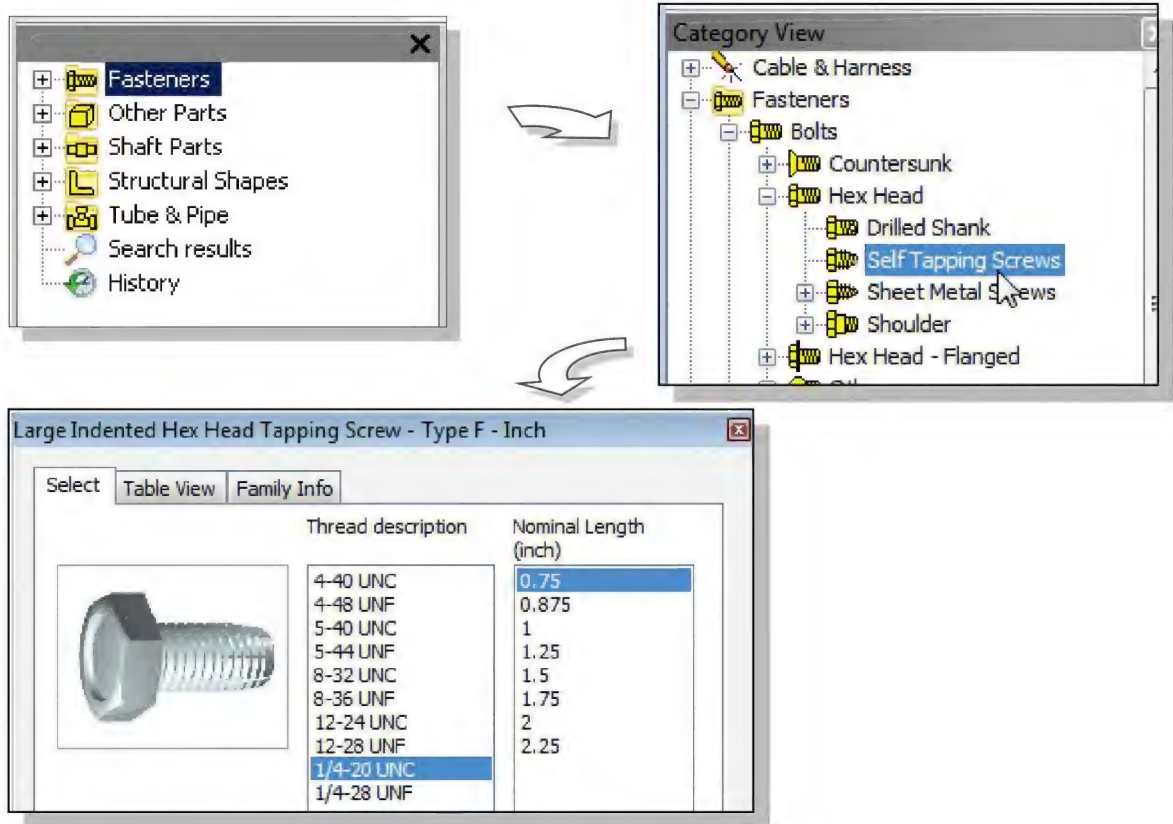 Fasteners
Other Parts
Shaft Parts
Structural Shapes
Tube & Pipe
Search results
History
Category View
Cable & Harness
Fasteners
Bolts
Countersunk
Hex Head
Drilled Shank
Self Tapping Screws
Sheet Metal Screws
Shoulder
Hex Head - Flanged
Large Indented Hex Head Tapping Screw - Type F - Inch
Select Table View Family Info
Thread description Nominal Length
(inch)
4-40 UNC 0.75
4-48 UNF 0.875
5-40 UNC 1
5-44 UNF 1.25
8-32 UNC 1.5
8-36 UNF 1.75
12-24 UNC 2
12-28 UNF 2.25
1/4-20 UNC
1/4-28 UNF